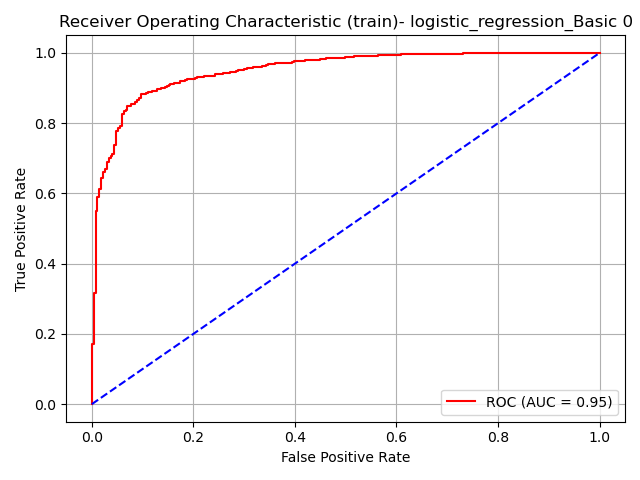 Receiver Operating Characteristic (train)- logistic_regression_Basic 0
True Positive Rate
1.0
0.8
0.6
0.4
0.2
0.0
ROC (AUC = 0.95)
0.0 0.2 0.4 0.6 0.8 1.0
False Positive Rate